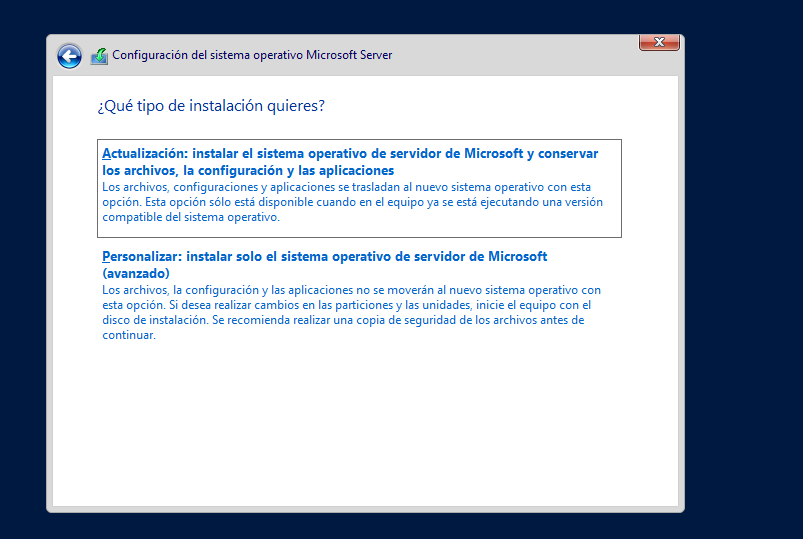 Configuración del sistema operativo Microsoft Server
¿Qué tipo de instalación quieres?
Actualización: instalar el sistema operativo de servidor de Microsoft y conservar
los archivos, la configuración y las aplicaciones
Los archivos, configuraciones y aplicaciones se trasladan al nuevo sistema operativo con esta
opción. Esta opción sólo está disponible cuando en el equipo ya se está ejecutando una versión
compatible del sistema operativo.
Personalizar: instalar solo el sistema operativo de servidor de Microsoft
(avanzado)
Los archivos, la configuración y las aplicaciones no se moverán al nuevo sistema operativo con
esta opción. Si desea realizar cambios en las particiones y las unidades, inicie el equipo con el
disco de instalación. Se recomienda realizar una copia de seguridad de los archivos antes de
continuar.